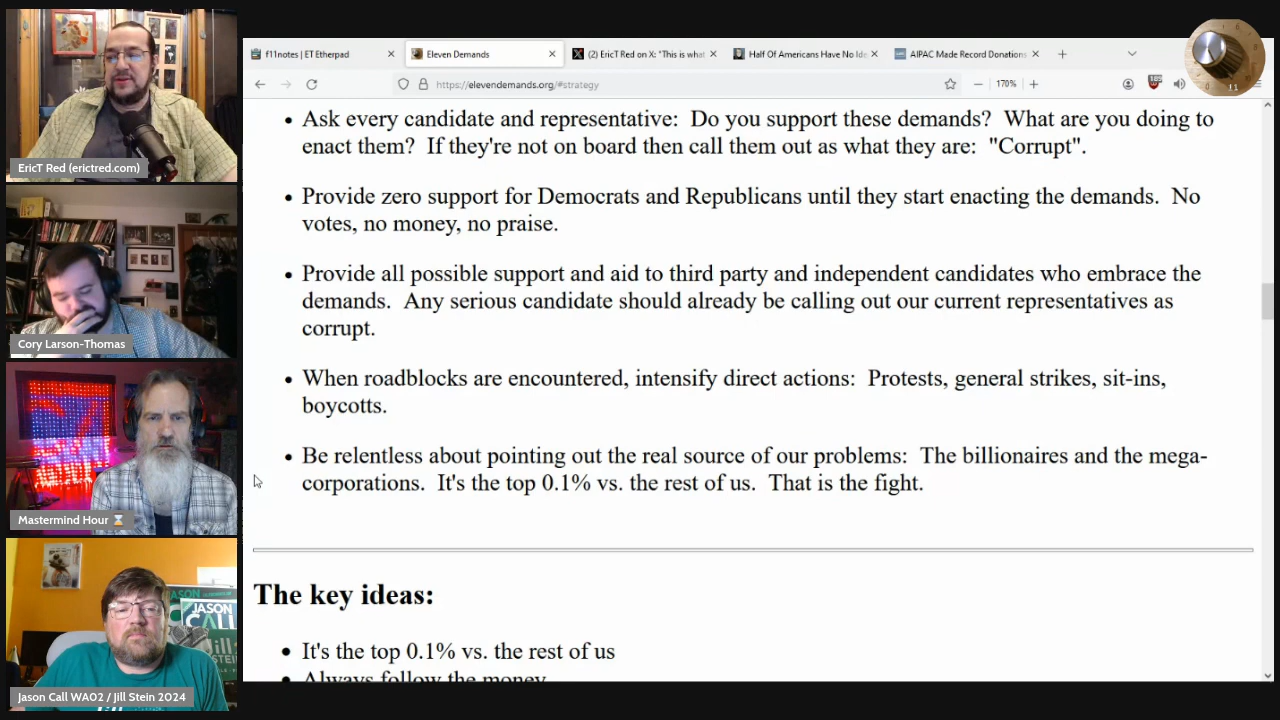 f11notes | ET Etherpad
Eleven Demands
(2) EricT Red on X: "This is what
Half Of Americans Have No Ide
AIPAC Made Record Donations
https://elevendemands.org/#strategy
170%
105
11
Ask every candidate and representative: Do you support these demands? What are you doing to
enact them? If they're not on board then call them out as what they are: "Corrupt".
Provide zero support for Democrats and Republicans until they start enacting the demands. No
votes, no money, no praise.
Provide all possible support and aid to third party and independent candidates who embrace the
demands. Any serious candidate should already be calling out our current representatives as
corrupt.
When roadblocks are encountered, intensify direct actions: Protests, general strikes, sit-ins,
boycotts.
Be relentless about pointing out the real source of our problems: The billionaires and the mega-
corporations. It's the top 0.1% vs. the rest of us. That is the fight.
The key ideas:
It's the top 0.1% vs. the rest of us
Always follow the money
EricT Red (erictred.com)
Cory Larson-Thomas
Mastermind Hour ⌛
JASON
CALL
Jason Call WA02 / Jill Stein 2024